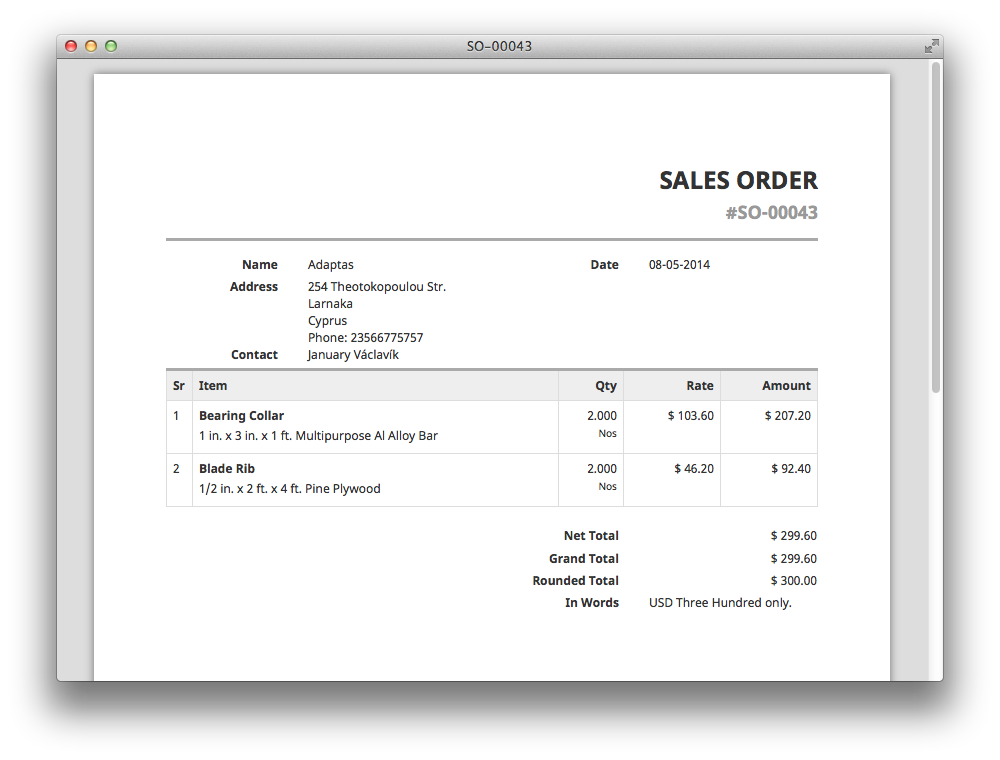 SO-00043
SALES ORDER
#SO-00043
Name Adaptas Date 08-05-2014
Address 254 Theotokopoulou Str.
Larnaka
Cyprus
Phone: 23566775757
Contact January Václavík
Sr Item Qty Rate Amount
1 Bearing Collar 2.000 $ 103.60 $ 207.20
1 in. x 3 in. x 1 ft. Multipurpose Al Alloy Bar Nos
2 Blade Rib 2.000 $ 46.20 $ 92.40
1/2 in. x 2 ft. x 4 ft. Pine Plywood Nos
Net Total $ 299.60
Grand Total $ 299.60
Rounded Total $ 300.00
In Words USD Three Hundred only.